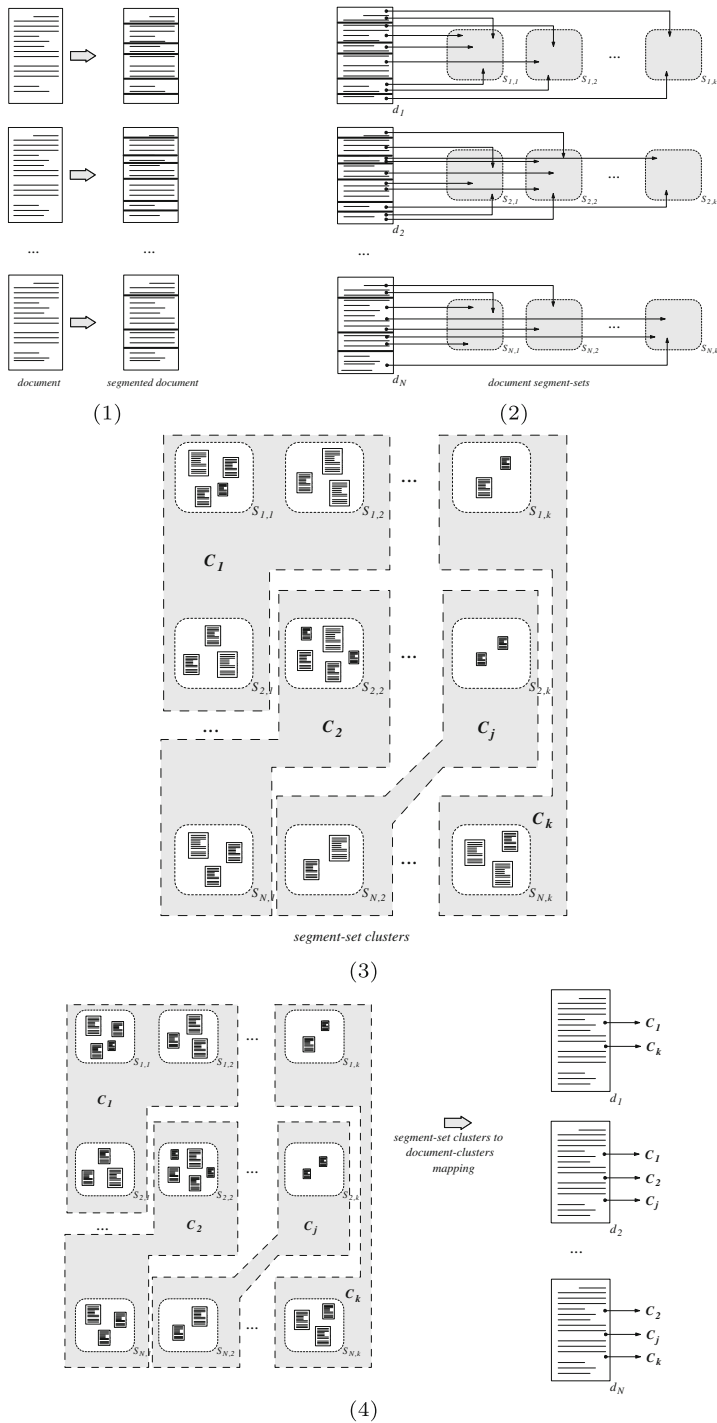 S1,1 S1,2 ... S1,k
d1
S2,1 S2,2 ... S2,k
d2
... ... ...
SN,1 SN,2 ... SN,k
document segmented document dN document segment-sets
(1) (2)
...
S1,1 S1,2 S1,k
C1
...
S2,1 S2,2 S2,k
... C2 Cj
Ck
...
SN,1 SN,2 SN,k
segment-set clusters
(3)
C1
...
Ck
S1,1 S1,2 S1,k
d1
C1
segment-set clusters to
document-clusters
mapping
C1
...
C2
S2,1 S2,2 S2,k
Cj
d2
... C2 Cj
...
Ck
C2
...
Cj
SN,1 SN,2 SN,k
Ck
dN
(4)